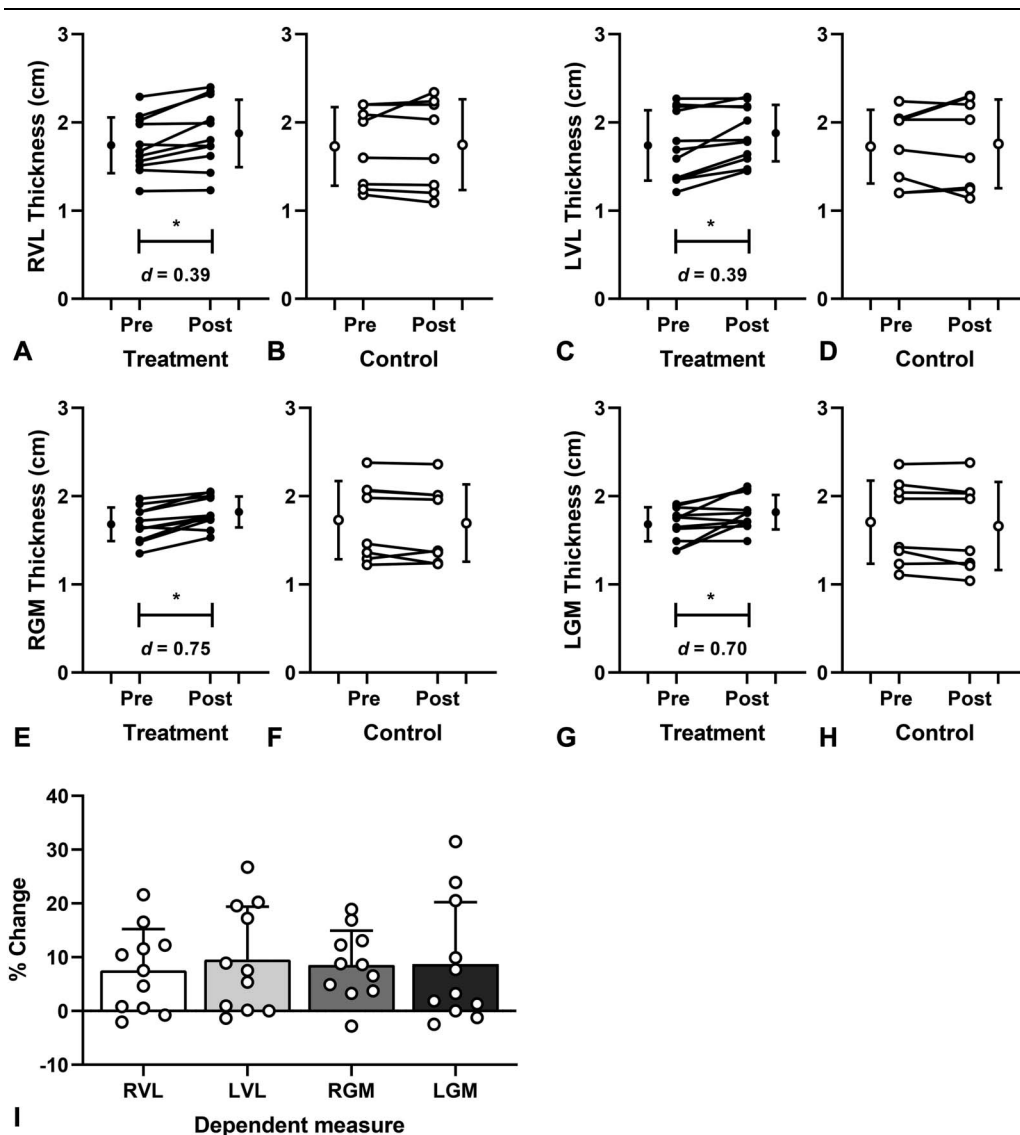 RVL Thickness (cm)
3
2
1
0
*
d = 0.39
Pre Post
Treatment
A
3
2
1
0
Pre Post
Control
B
LVL Thickness (cm)
3
2
1
0
*
d = 0.39
Pre Post
Treatment
C
3
2
1
0
Pre Post
Control
D
RGM Thickness (cm)
3
2
1
0
*
d = 0.75
Pre Post
Treatment
E
3
2
1
0
Pre Post
Control
F
LGM Thickness (cm)
3
2
1
0
*
d = 0.70
Pre Post
Treatment
G
3
2
1
0
Pre Post
Control
H
% Change
40
30
20
10
0
-10
RVL LVL RGM LGM
Dependent measure
I